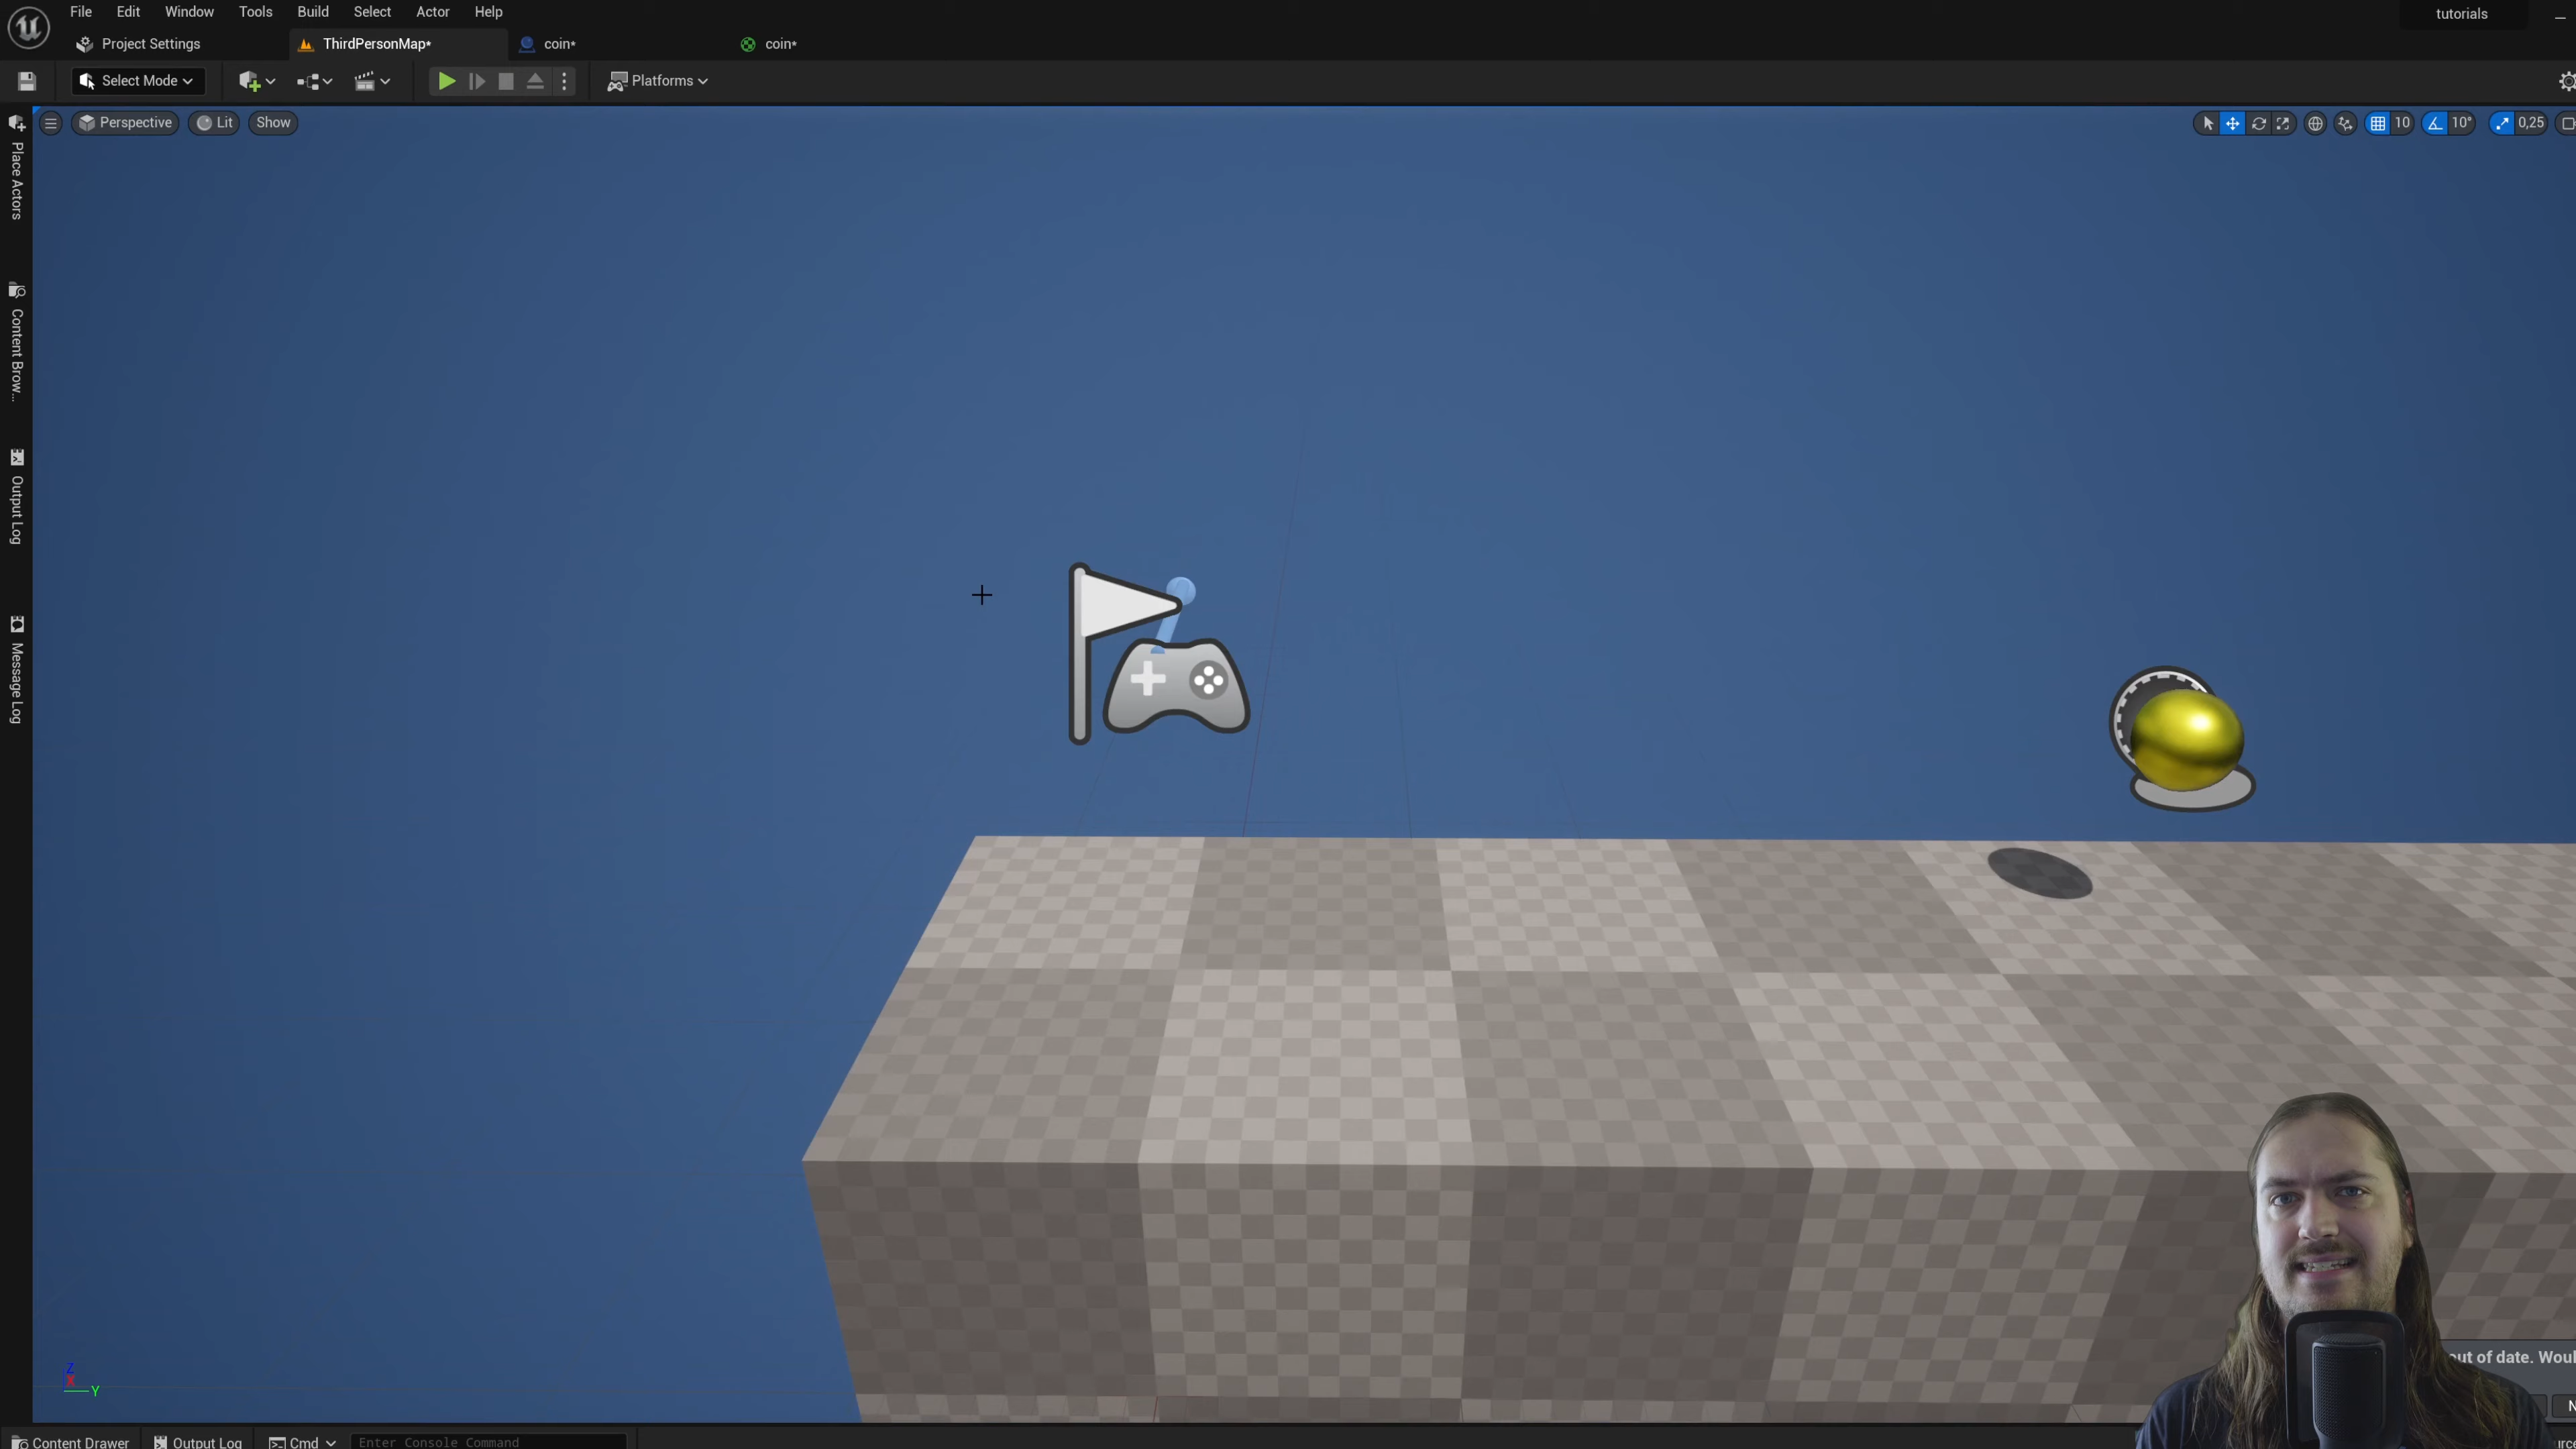 File Edit Window Tools Build Select Actor Help
tutorials
Project Settings ThirdPersonMap* coin* coin*
Select Mode Platforms
Perspective Lit Show 10 10° 0,25
Place Actors
Content Brow...
Output Log
Message Log
out of date. Woul
Z
X
Y
Content Drawer Output Log Cmd Enter Console Command